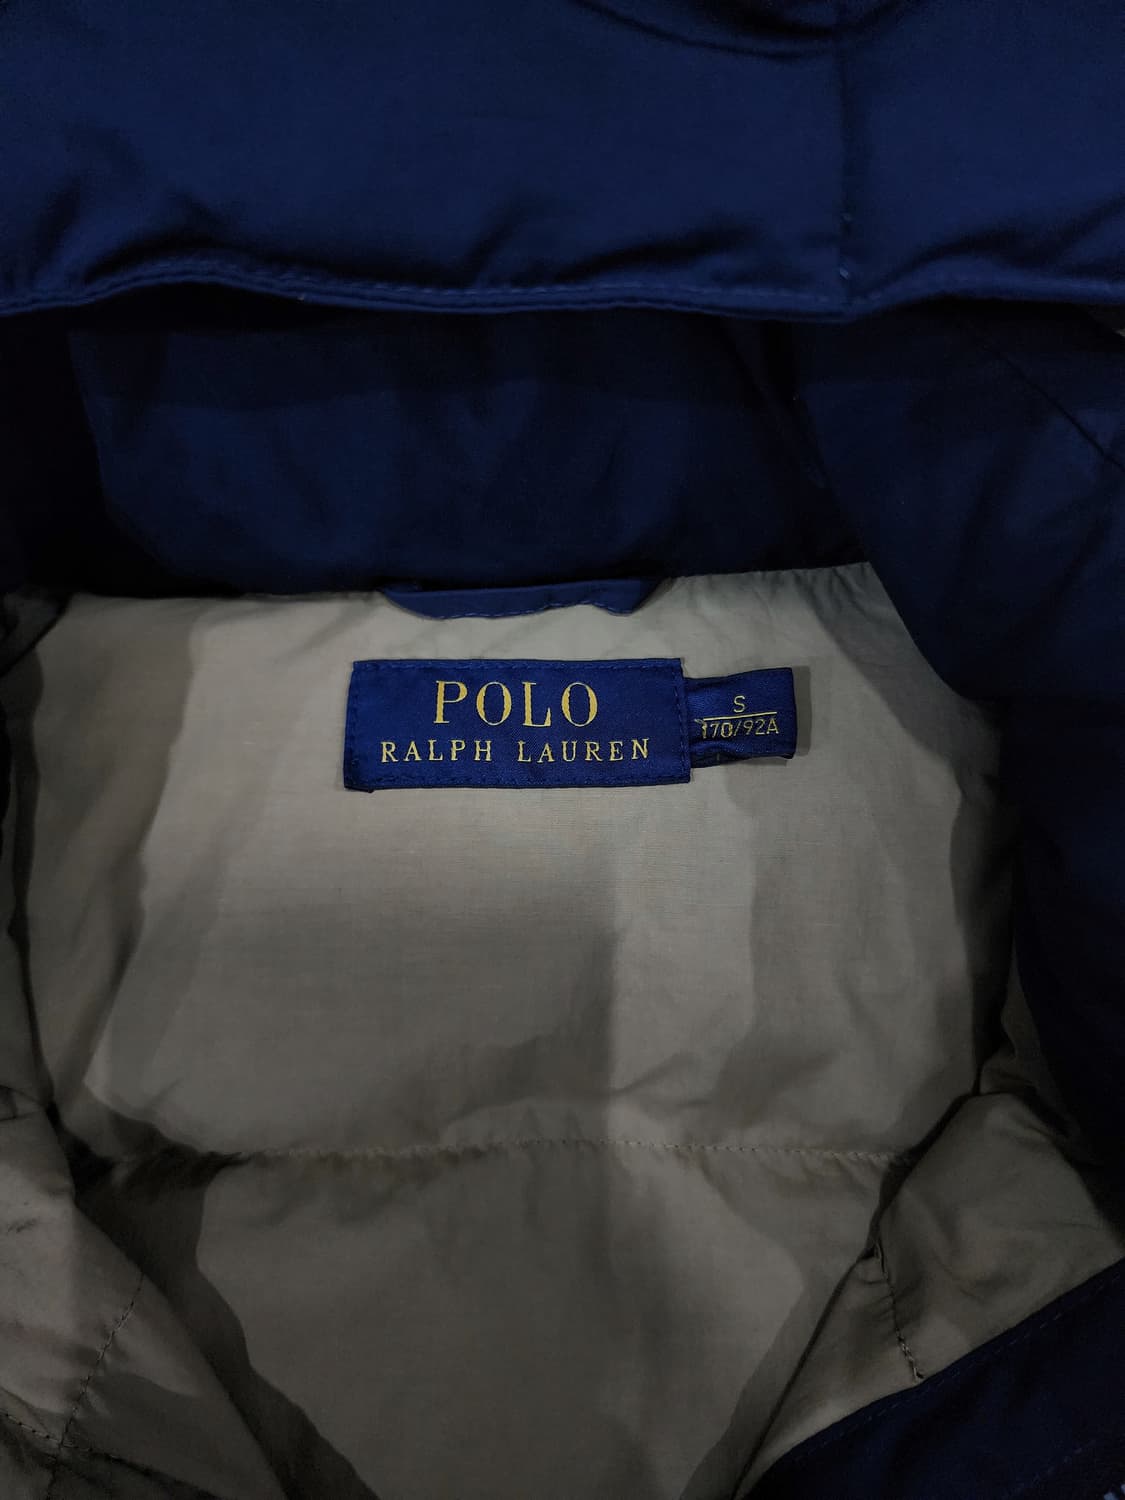 POLO
RALPH LAUREN
S
170/92A